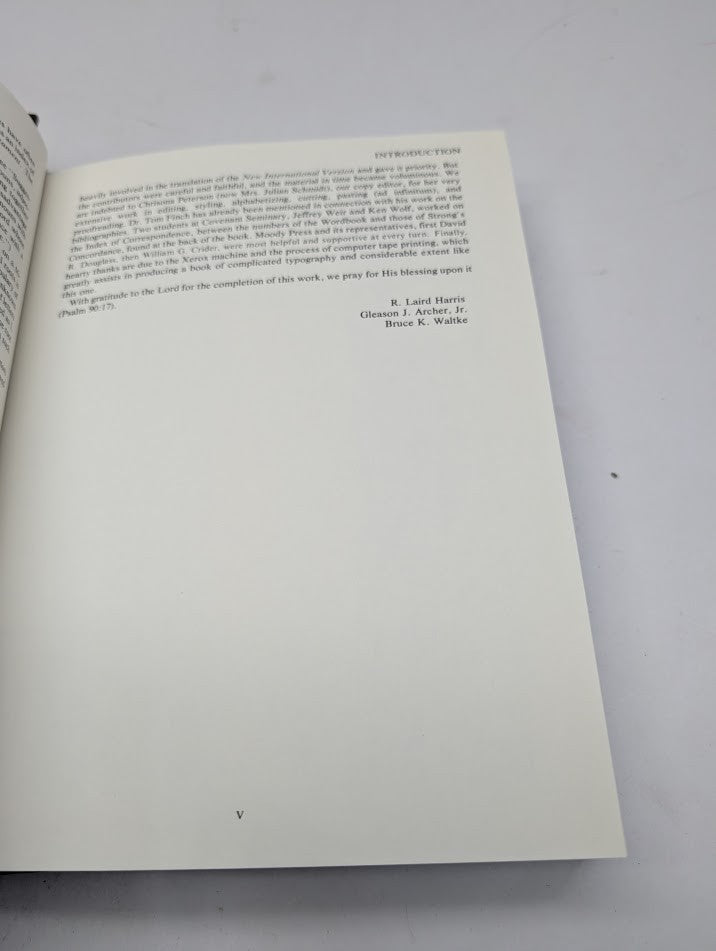 INTRODUCTION
heavily involved in the translation of the New International Version and gave it priority. But
the contributors were careful and faithful, and the material in time became voluminous. We
are indebted to Chrisona Peterson (now Mrs. Julian Schmidt), our copy editor, for her very
extensive work in editing, styling, alphabetizing, cutting, pasting (ad infinitum), and
proofreading. Dr. Tom Finch has already been mentioned in connection with his work on the
bibliographies. Two students at Covenant Seminary, Jeffrey Weir and Ken Wolf, worked on
the Index of Correspondence, between the numbers of the Wordbook and those of Strong's
Concordance, found at the back of the book. Moody Press and its representatives, first David
R. Douglass, then William G. Crider, were most helpful and supportive at every turn. Finally,
hearty thanks are due to the Xerox machine and the process of computer tape printing, which
greatly assists in producing a book of complicated typography and considerable extent like
this one.
With gratitude to the Lord for the completion of this work, we pray for His blessing upon it
(Psalm 90:17).
R. Laird Harris
Gleason J. Archer, Jr.
Bruce K. Waltke
V